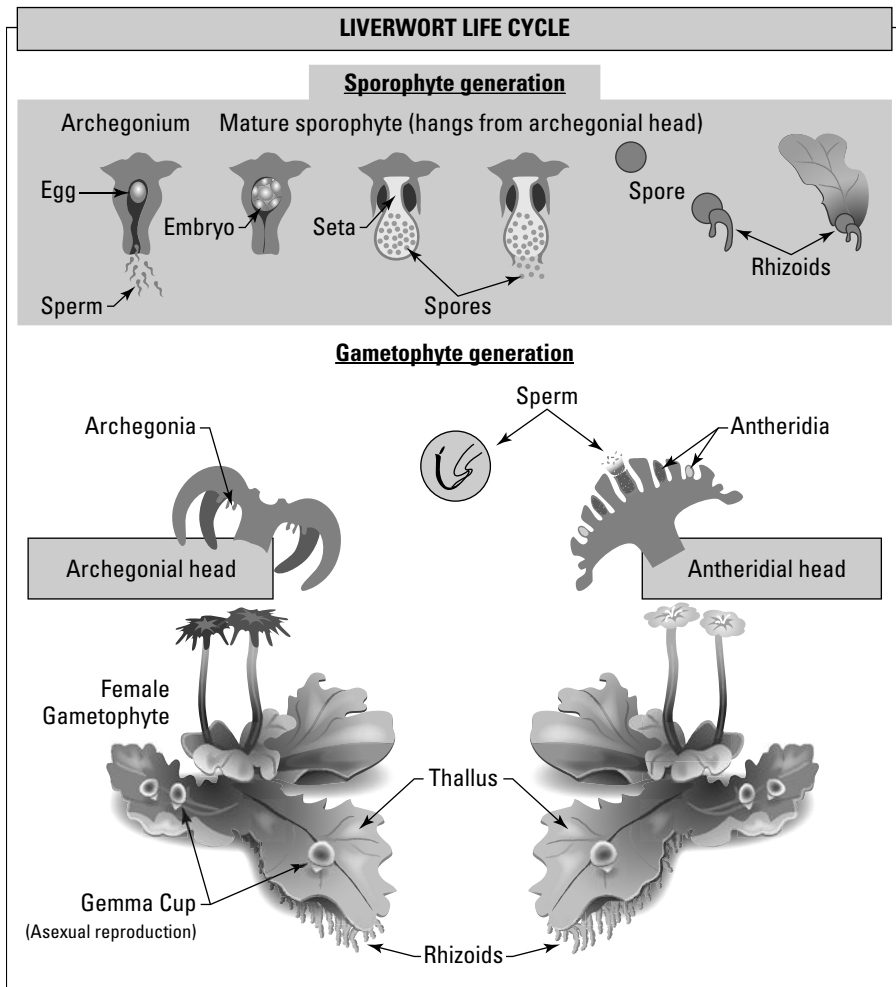 LIVERWORT LIFE CYCLE
Sporophyte generation
Archegonium
Mature sporophyte (hangs from archegonial head)
Egg
Embryo
Seta
Spore
Rhizoids
Sperm
Spores
Gametophyte generation
Sperm
Archegonia
Antheridia
Archegonial head
Antheridial head
Female
Gametophyte
Thallus
Gemma Cup
(Asexual reproduction)
Rhizoids